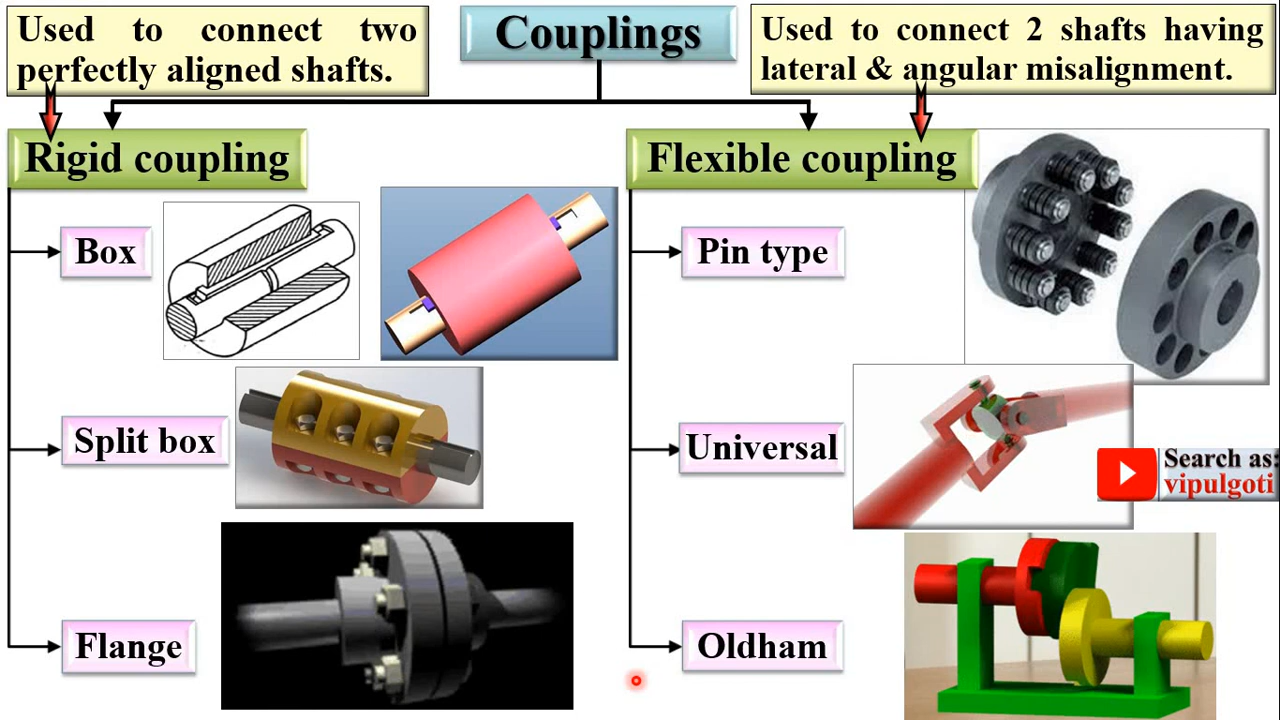 Used to connect two
perfectly aligned shafts.
Couplings
Used to connect 2 shafts having
lateral & angular misalignment.
Rigid coupling
Flexible coupling
Box
Pin type
Split box
Universal
Search as:
vipulgoti
Flange
Oldham